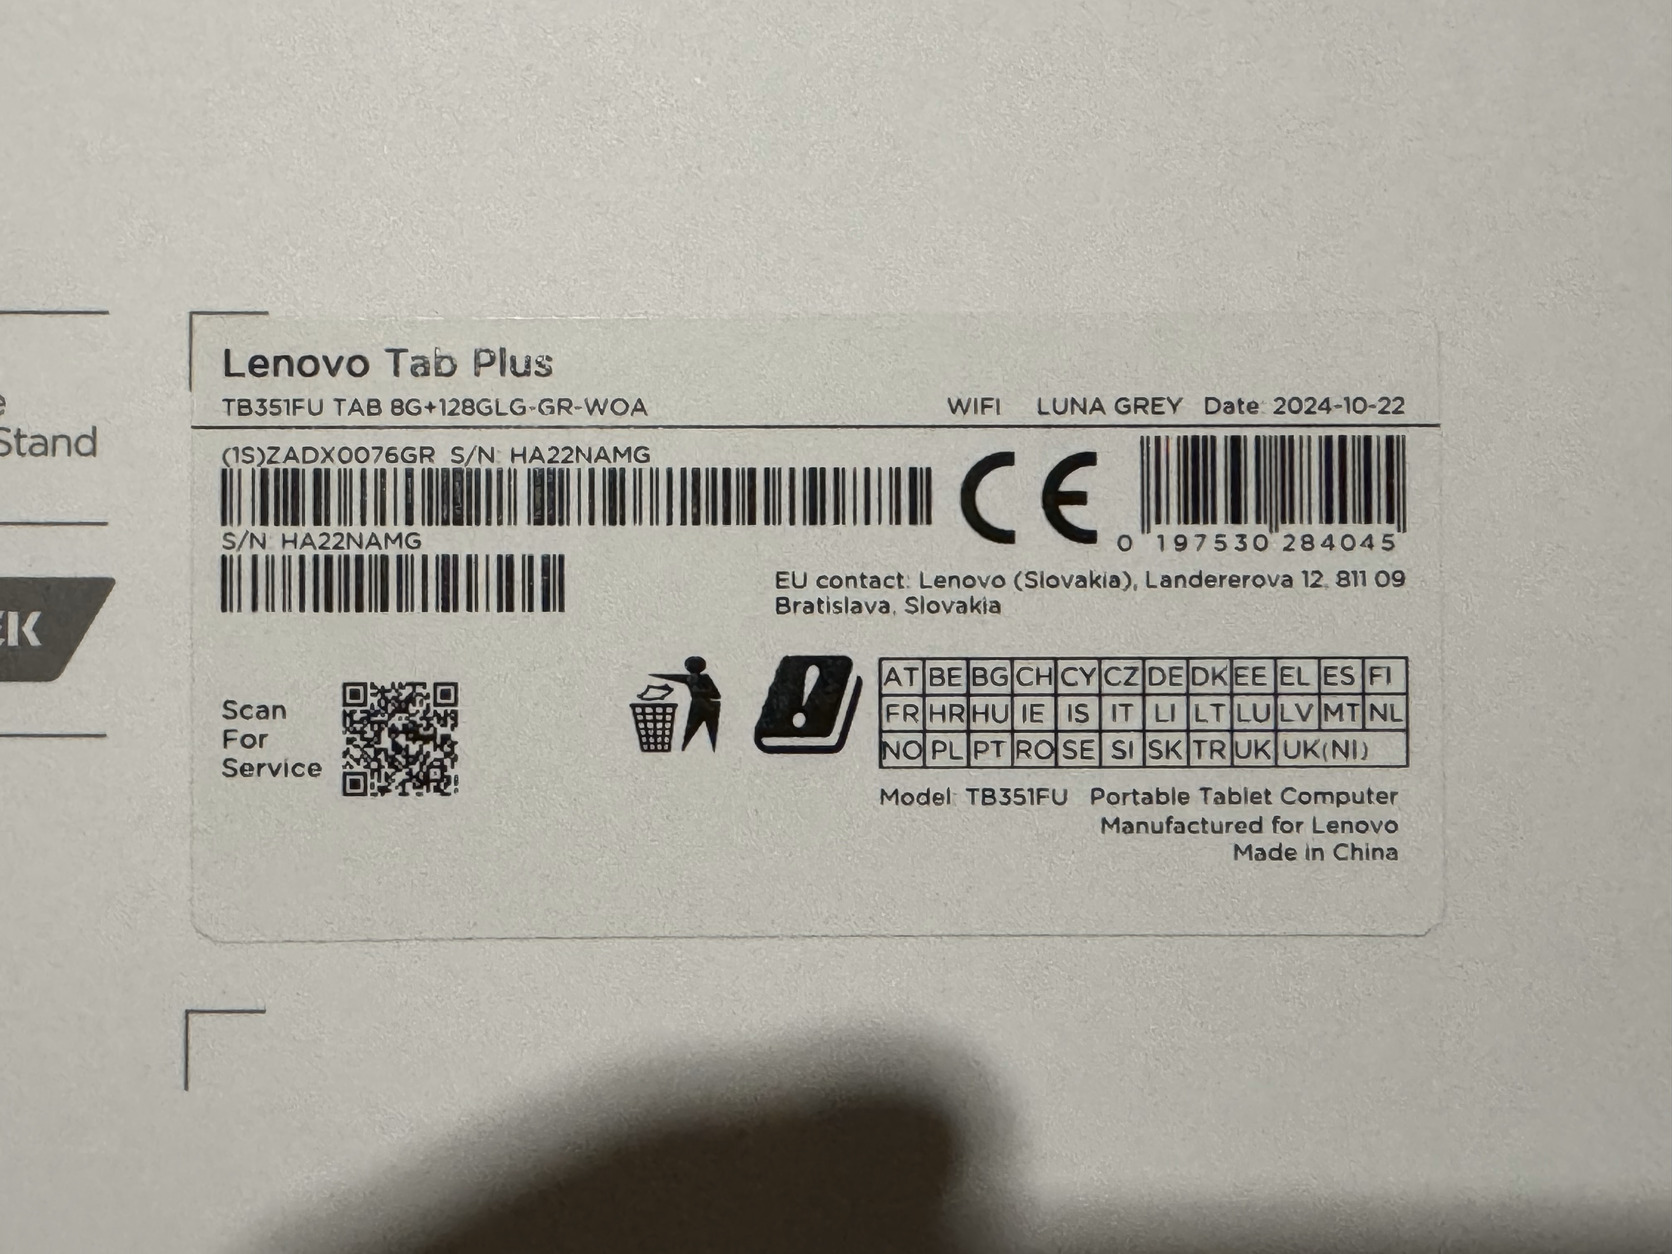 Stand
Lenovo Tab Plus
TB351FU TAB 8G+128GLG-GR-WOA WIFI LUNA GREY Date: 2024-10-22
(1S)ZADX0076GR S/N: HA22NAMG
S/N: HA22NAMG
0 197530 284045
EU contact: Lenovo (Slovakia), Landererova 12, 811 09
Bratislava, Slovakia
Scan
For
Service
AT BE BG CH CY CZ DE DK EE EL ES FI
FR HR HU IE IS IT LI LT LU LV MT NL
NO PL PT RO SE SI SK TR UK UK(NI)
Model: TB351FU Portable Tablet Computer
Manufactured for Lenovo
Made in China